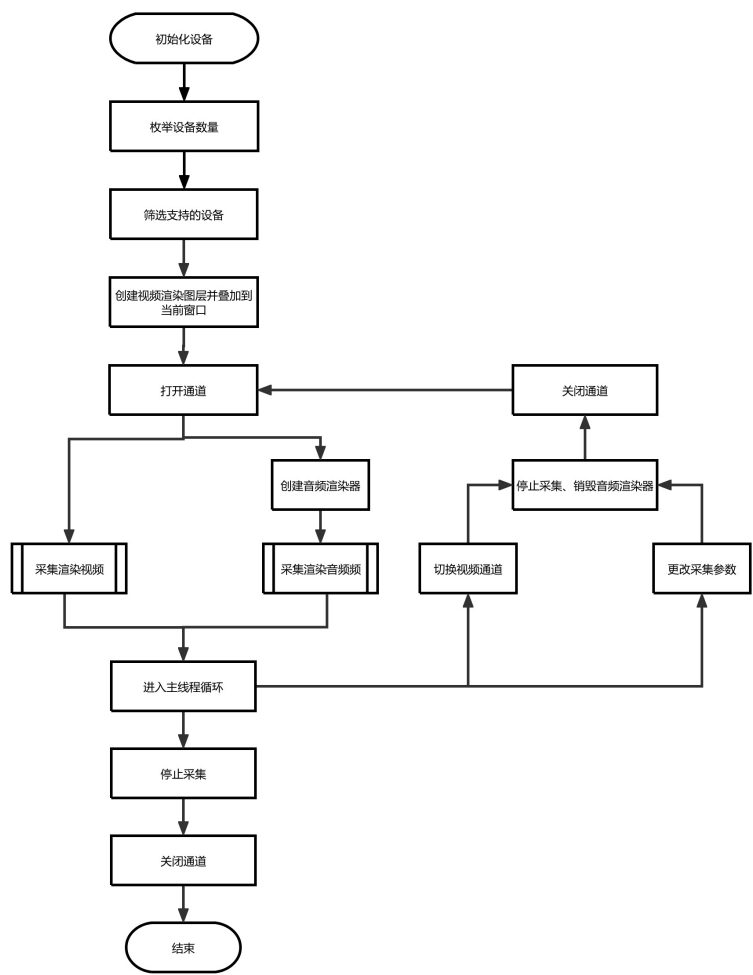 初始化设备
枚举设备数量
筛选支持的设备
创建视频渲染图层并叠加到
当前窗口
打开通道
关闭通道
创建音频渲染器
停止采集、销毁音频渲染器
采集渲染视频
采集渲染音频频
切换视频通道
更改采集参数
进入主线程循环
停止采集
关闭通道
结束